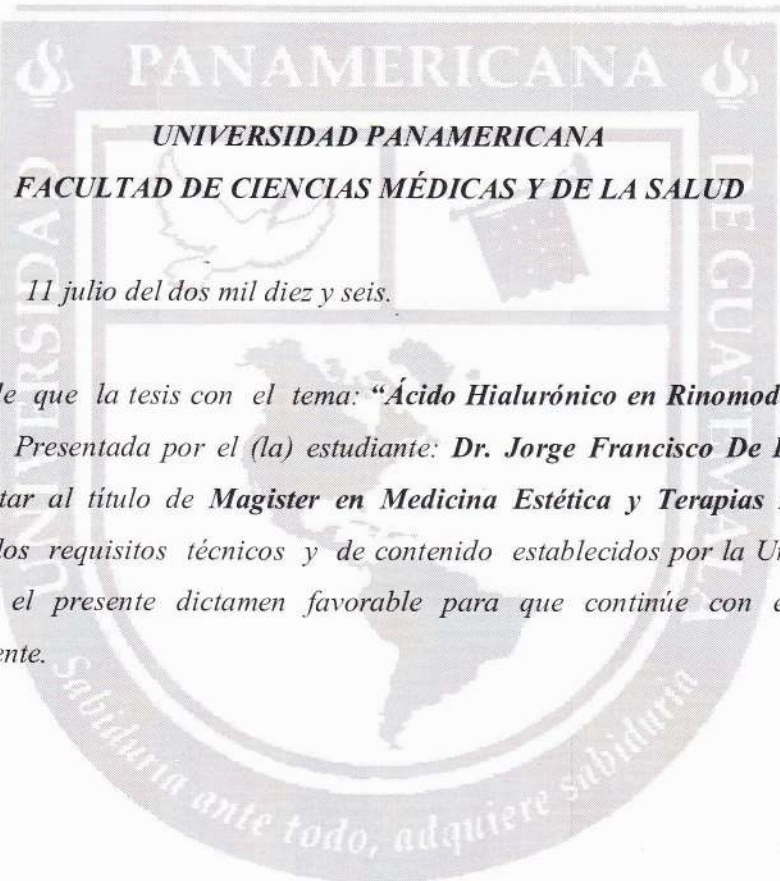 PANAMERICANA
UNIVERSIDAD
DE GUATEMALA
UNIVERSIDAD PANAMERICANA
FACULTAD DE CIENCIAS MÉDICAS Y DE LA SALUD
11 julio del dos mil diez y seis.
que la tesis con el tema: “Ácido Hialurónico en Rinomod
Presentada por el (la) estudiante: Dr. Jorge Francisco De
tar al título de Magister en Medicina Estética y Terapias
los requisitos técnicos y de contenido establecidos por la
el presente dictamen favorable para que continúe con
ente.
Sabiduría ante todo, adquiere sabiduría